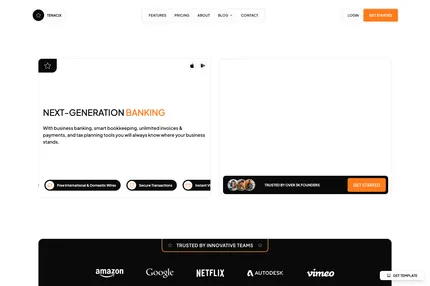 TENACIX
FEATURES PRICING ABOUT BLOG CONTACT
LOGIN GET STARTED
NEXT-GENERATION BANKING
With business banking, smart bookkeeping, unlimited invoices &
payments, and tax planning tools you will always know where your business
stands.
Free International & Domestic Wires
Secure Transactions
Instant V
TRUSTED BY OVER 3K FOUNDERS
GET STARTED
TRUSTED BY INNOVATIVE TEAMS
amazon Google NETFLIX AUTODESK vimeo
GET TEMPLATE